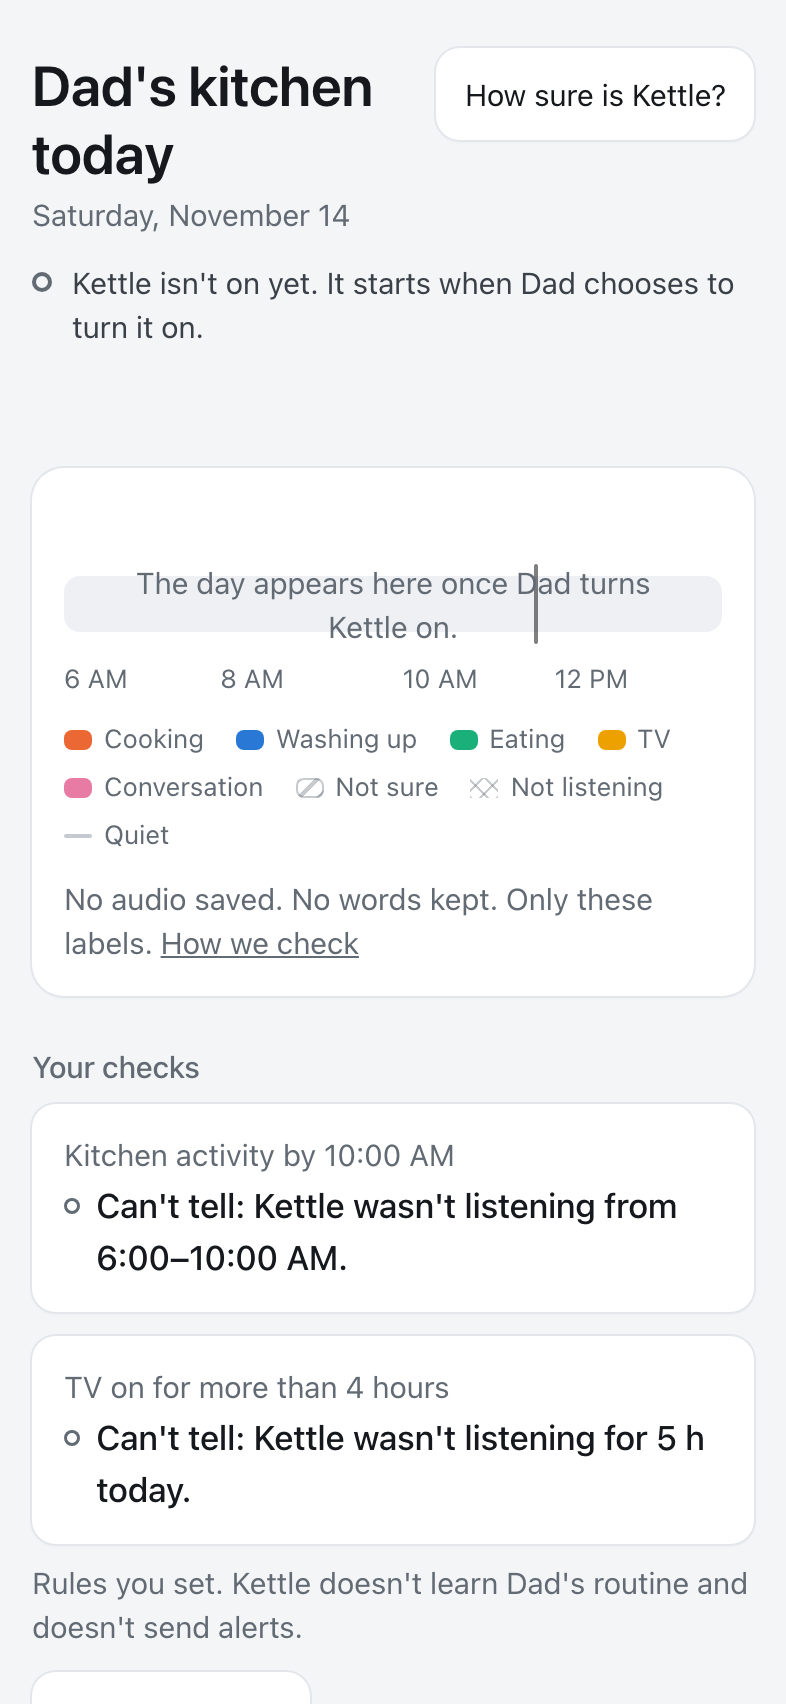 Dad's kitchen
today
How sure is Kettle?
Saturday, November 14
Kettle isn't on yet. It starts when Dad chooses to
turn it on.
The day appears here once Dad turns
Kettle on.
6 AM 8 AM 10 AM 12 PM
Cooking Washing up Eating TV
Conversation Not sure Not listening
Quiet
No audio saved. No words kept. Only these
labels. How we check
Your checks
Kitchen activity by 10:00 AM
Can't tell: Kettle wasn't listening from
6:00–10:00 AM.
TV on for more than 4 hours
Can't tell: Kettle wasn't listening for 5 h
today.
Rules you set. Kettle doesn't learn Dad's routine and
doesn't send alerts.